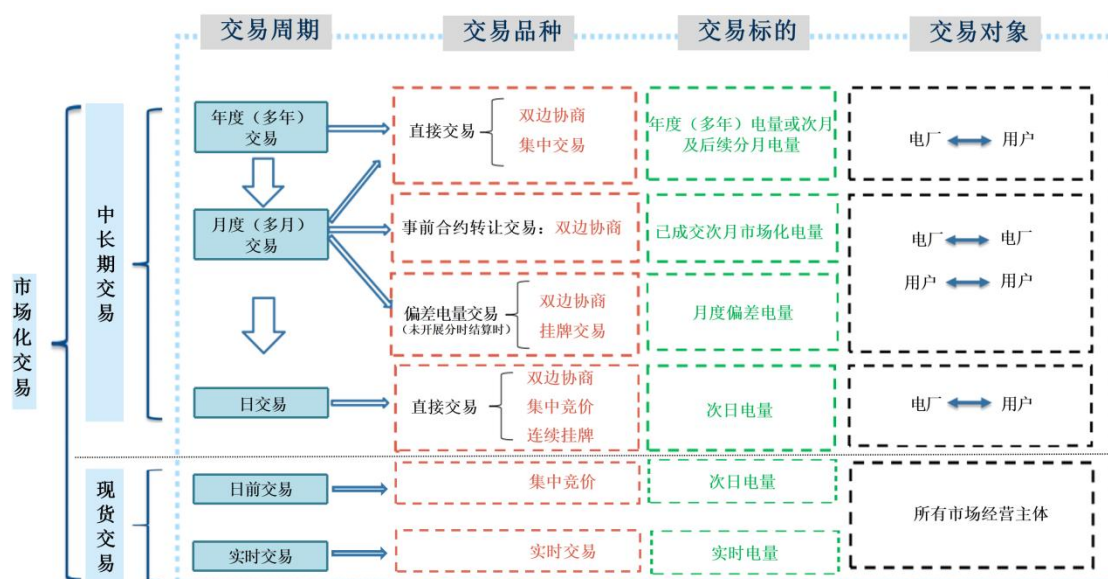 交易周期
交易品种
交易标的
交易对象
市场化交易
中长期交易
年度（多年）
交易
直接交易
双边协商
集中交易
年度（多年）电量或次月
及后续分月电量
电厂
用户
月度（多月）
交易
事前合约转让交易：双边协商
已成交次月市场化电量
电厂
电厂
用户
用户
偏差电量交易
（未开展分时结算时）
双边协商
挂牌交易
月度偏差电量
日交易
直接交易
双边协商
集中竞价
连续挂牌
次日电量
电厂
用户
现货交易
日前交易
集中竞价
次日电量
所有市场经营主体
实时交易
实时交易
实时电量